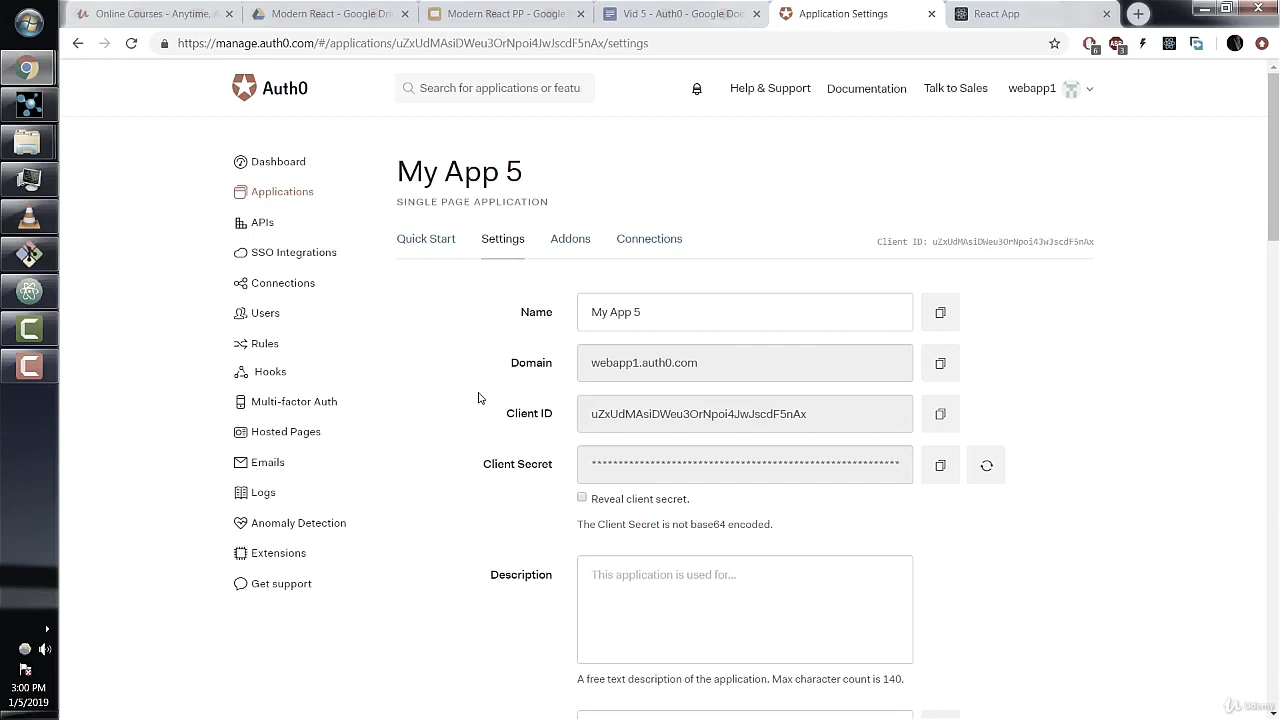 Online Courses - Anytime, A
Modern React - Google Dri
Modern React PP - Google
Vid 5 - Auth0 - Google Do
Application Settings
React App
https://manage.auth0.com/#/applications/uZxUdMAsiDWeu3OrNpoi4JwJscdF5nAx/settings
6
3
Auth0
Search for applications or featu
Help & Support
Documentation
Talk to Sales
webapp1
Dashboard
Applications
APIs
SSO Integrations
Connections
Users
Rules
Hooks
Multi-factor Auth
Hosted Pages
Emails
Logs
Anomaly Detection
Extensions
Get support
My App 5
SINGLE PAGE APPLICATION
Quick Start
Settings
Addons
Connections
Client ID: uZxUdMAsiDWeu3OrNpoi4JwJscdF5nAx
Name
My App 5
Domain
webapp1.auth0.com
Client ID
uZxUdMAsiDWeu3OrNpoi4JwJscdF5nAx
Client Secret
****************************************************************
Reveal client secret.
The Client Secret is not base64 encoded.
Description
This application is used for...
A free text description of the application. Max character count is 140.
3:00 PM
1/5/2019
Udemy